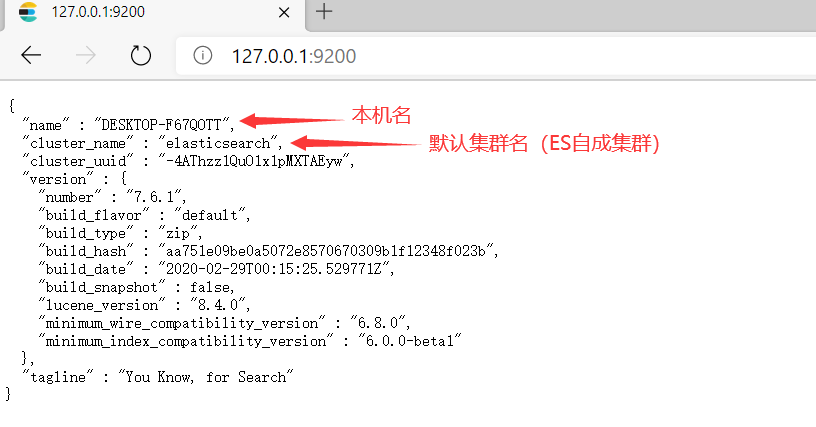 127.0.0.1:9200
127.0.0.1:9200
{
"name" : "DESKTOP-F67QOTT", 本机名
"cluster_name" : "elasticsearch", 默认集群名（ES自成集群）
"cluster_uuid" : "-4AThzz1QuO1x1pMXTAEyw",
"version" : {
"number" : "7.6.1",
"build_flavor" : "default",
"build_type" : "zip",
"build_hash" : "aa751e09be0a5072e8570670309b1f12348f023b",
"build_date" : "2020-02-29T00:15:25.529771Z",
"build_snapshot" : false,
"lucene_version" : "8.4.0",
"minimum_wire_compatibility_version" : "6.8.0",
"minimum_index_compatibility_version" : "6.0.0-beta1"
},
"tagline" : "You Know, for Search"
}